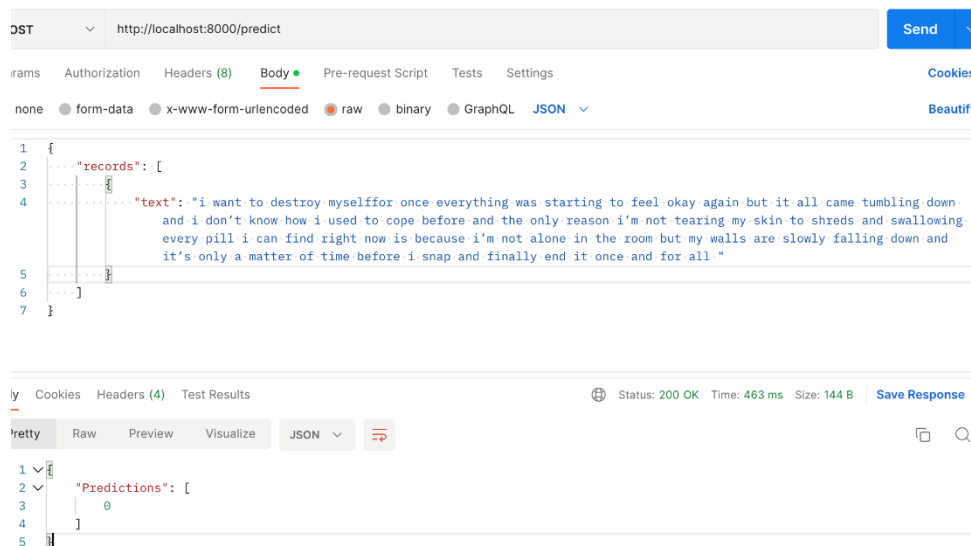 OST http://localhost:8000/predict Send
Authorization Headers (8) Body Pre-request Script Tests Settings Cookies
none form-data x-www-form-urlencoded raw binary GraphQL JSON Beautif
1 {
2 "records": [
3 {
4 "text": "i want to destroy myselffor once everything was starting to feel okay again but it all came tumbling down
and i don’t know how i used to cope before and the only reason i’m not tearing my skin to shreds and swallowing
every pill i can find right now is because i’m not alone in the room but my walls are slowly falling down and
it’s only a matter of time before i snap and finally end it once and for all "
5 }
6 ]
7 }
Cookies Headers (4) Test Results Status: 200 OK Time: 463 ms Size: 144 B Save Response
Pretty Raw Preview Visualize JSON
1 {
2 "Predictions": [
3 0
4 ]
5 }